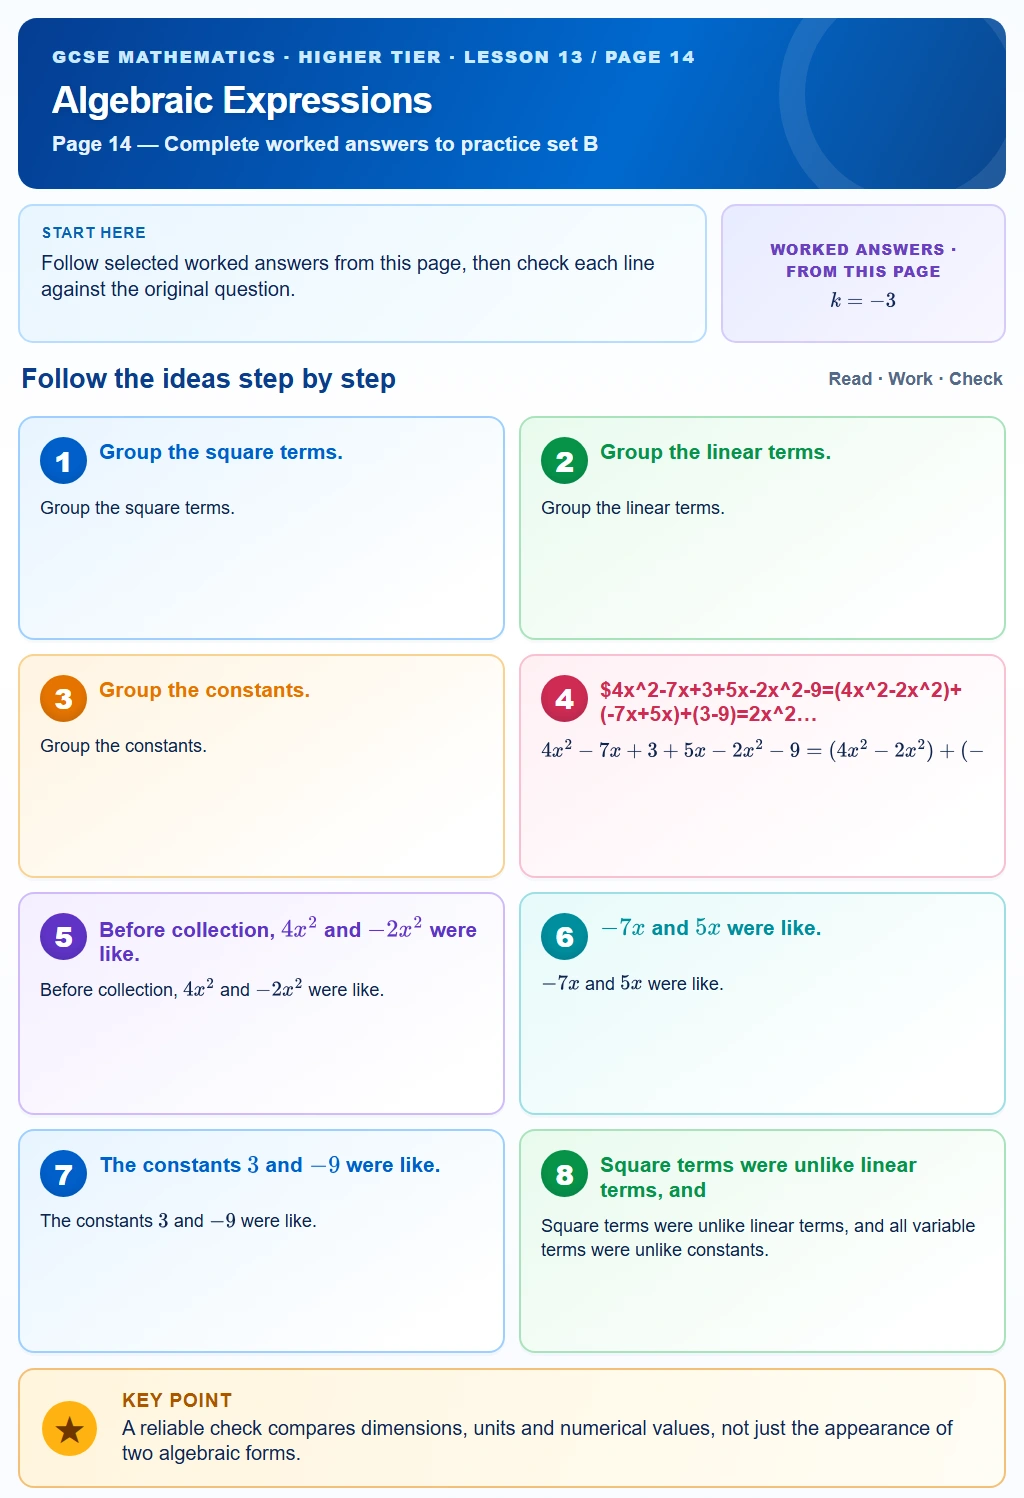 GCSE MATHEMATICS · HIGHER TIER · LESSON 13 / PAGE 14
Algebraic Expressions
Page 14 — Complete worked answers to practice set B
START HERE
Follow selected worked answers from this page, then check each line
against the original question.
WORKED ANSWERS ·
FROM THIS PAGE
k = −3
Follow the ideas step by step
Read · Work · Check
1
Group the square terms.
Group the square terms.
2
Group the linear terms.
Group the linear terms.
3
Group the constants.
Group the constants.
4
$4x^2-7x+3+5x-2x^2-9=(4x^2-2x^2)+
(-7x+5x)+(3-9)=2x^2…
4x² − 7x + 3 + 5x − 2x² − 9 = (4x² − 2x²) + (−
5
Before collection, 4x² and −2x² were
like.
Before collection, 4x² and −2x² were like.
6
−7x and 5x were like.
−7x and 5x were like.
7
The constants 3 and −9 were like.
The constants 3 and −9 were like.
8
Square terms were unlike linear
terms, and
Square terms were unlike linear terms, and all variable
terms were unlike constants.
KEY POINT
A reliable check compares dimensions, units and numerical values, not just the appearance of
two algebraic forms.